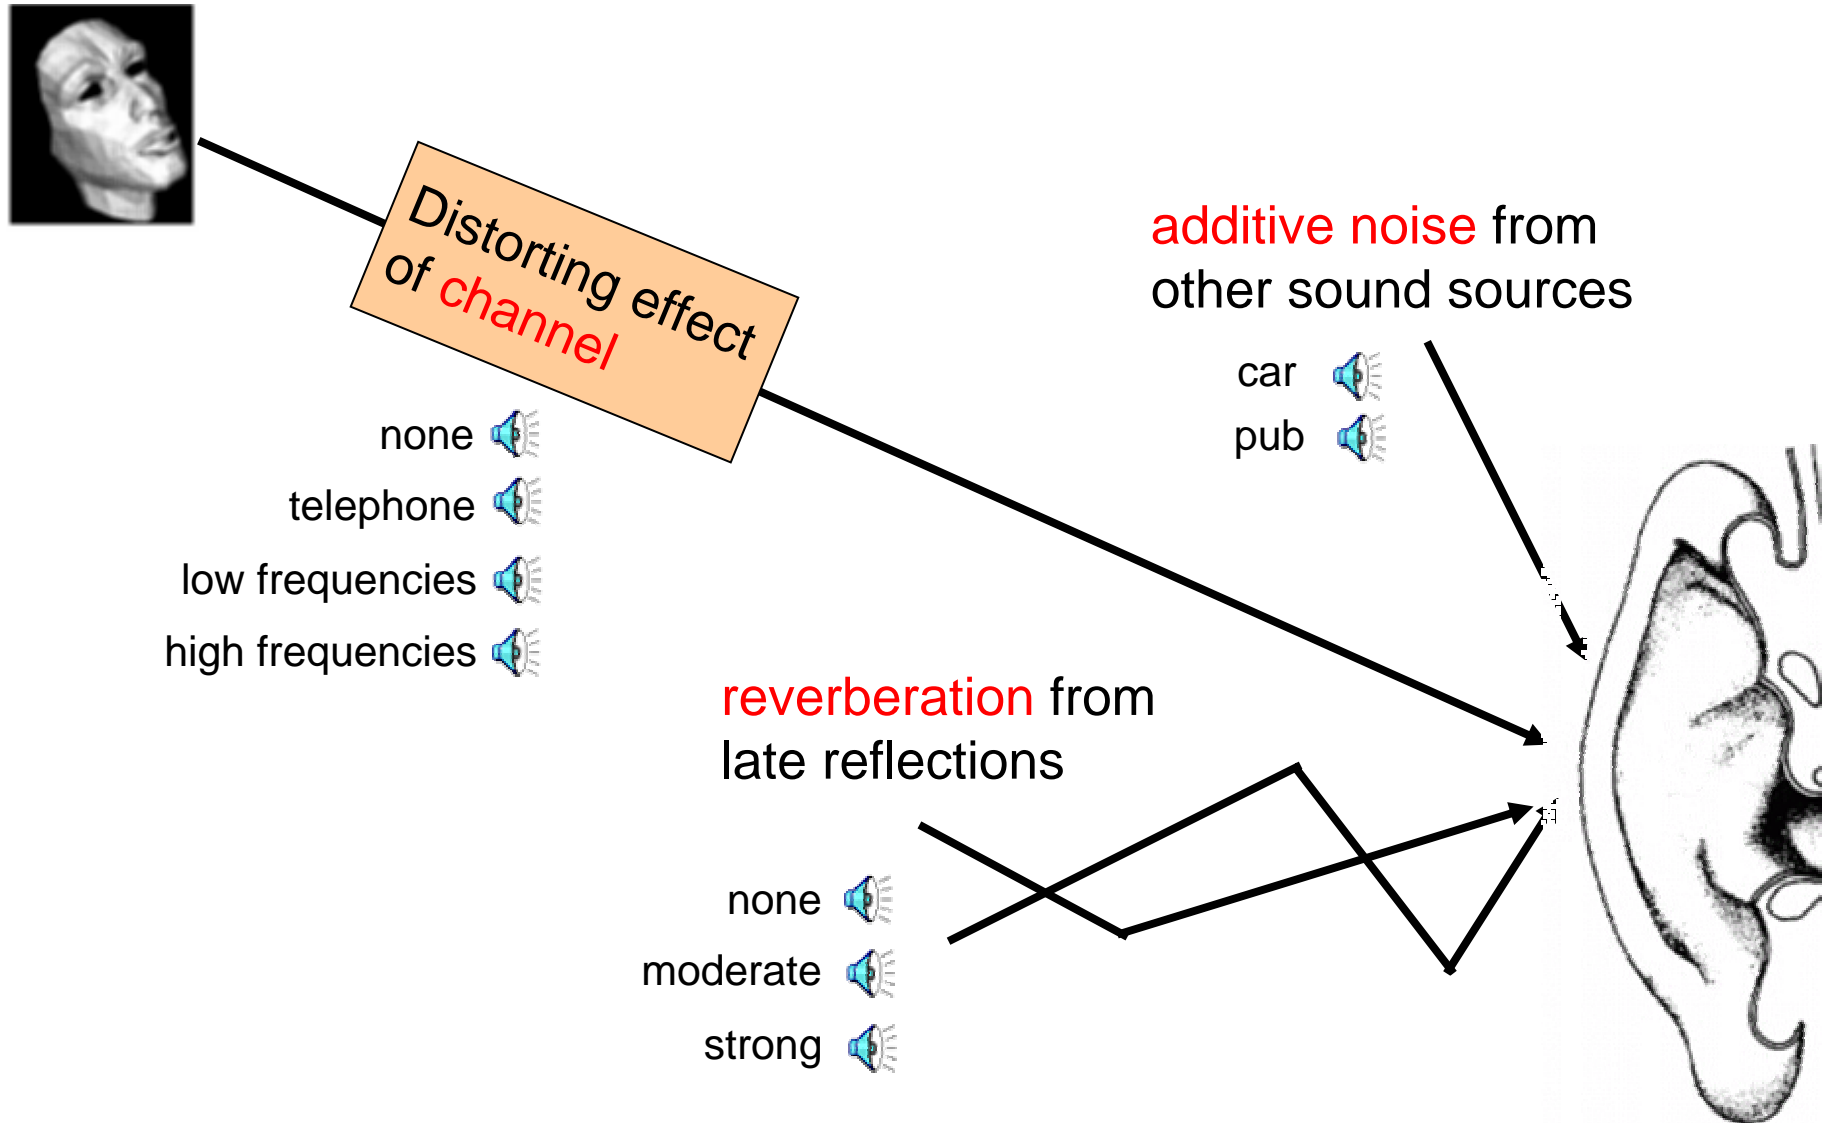 Distorting effect
of channel
none
telephone
low frequencies
high frequencies
additive noise from
other sound sources
car
pub
reverberation from
late reflections
none
moderate
strong